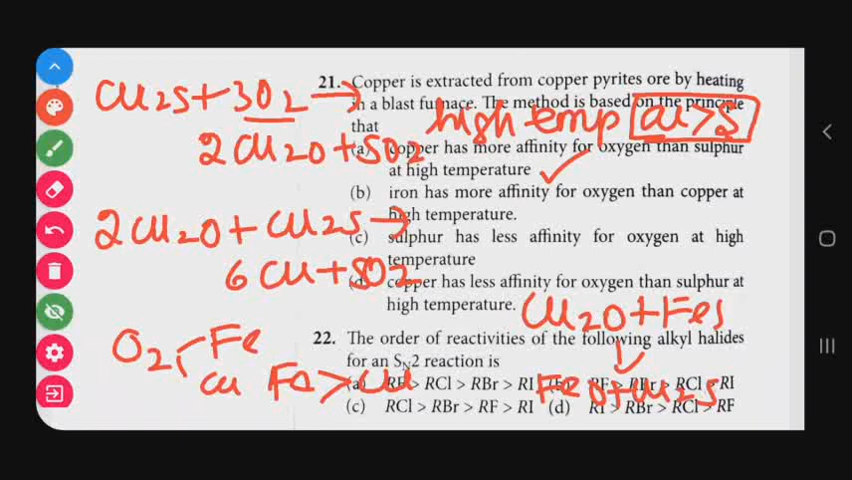 21. Copper is extracted from copper pyrites ore by heating
in a blast furnace. The method is based on the principle
that
(a) copper has more affinity for oxygen than sulphur
at high temperature
(b) iron has more affinity for oxygen than copper at
high temperature.
(c) sulphur has less affinity for oxygen at high
temperature
(d) copper has less affinity for oxygen than sulphur at
high temperature.
22. The order of reactivities of the following alkyl halides
for an SN2 reaction is
(a) RF > RCl > RBr > RI (b) RF > RBr > RCl > RI
(c) RCl > RBr > RF > RI (d) RI > RBr > RCl > RF
Cu2S + 3O2 →
2Cu2O + SO2
high temp Cu > S
2Cu2O + Cu2S →
6Cu + SO2
Cu2O + FeS
O2 Fe
Cu Fe > Cu
FeO + Cu2S